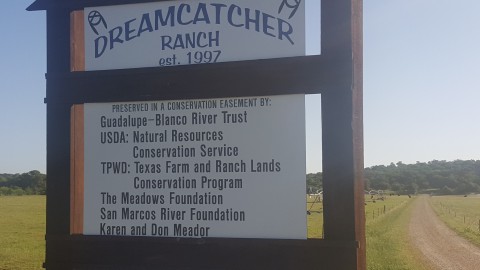 DREAMCATCHER
RANCH
est. 1997
PRESERVED IN A CONSERVATION EASEMENT BY:
Guadalupe-Blanco River Trust
USDA: Natural Resources
Conservation Service
TPWD: Texas Farm and Ranch Lands
Conservation Program
The Meadows Foundation
San Marcos River Foundation
Karen and Don Meador